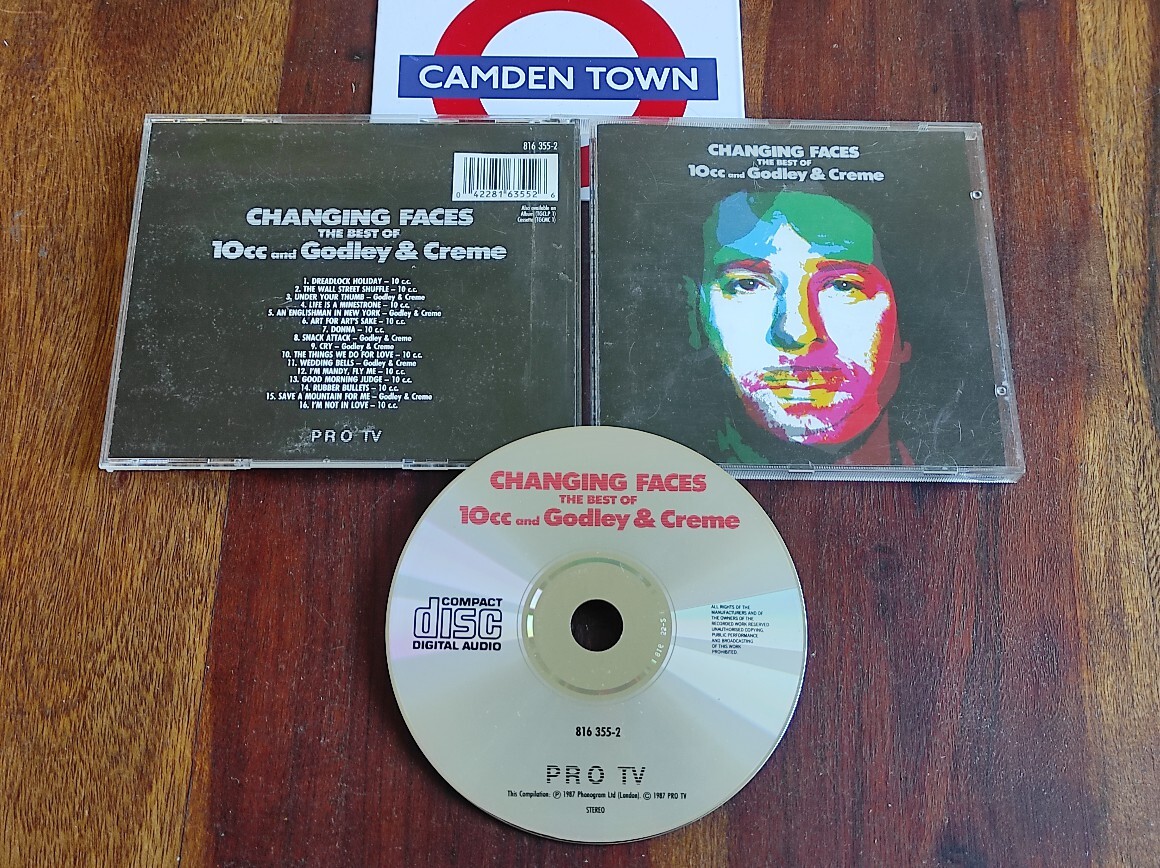 CAMDEN TOWN
816 355-2
0 42281 63552 6
Also available on
Album (TGCLP 1)
Cassette (TGCMC 1)
CHANGING FACES
THE BEST OF
10cc and Godley & Creme
1. DREADLOCK HOLIDAY – 10 c.c.
2. THE WALL STREET SHUFFLE – 10 c.c.
3. UNDER YOUR THUMB – Godley & Creme
4. LIFE IS A MINESTRONE – 10 c.c.
5. AN ENGLISHMAN IN NEW YORK – Godley & Creme
6. ART FOR ART'S SAKE – 10 c.c.
7. DONNA – 10 c.c.
8. SNACK ATTACK – Godley & Creme
9. CRY – Godley & Creme
10. THE THINGS WE DO FOR LOVE – 10 c.c.
11. WEDDING BELLS – Godley & Creme
12. I'M MANDY, FLY ME – 10 c.c.
13. GOOD MORNING JUDGE – 10 c.c.
14. RUBBER BULLETS – 10 c.c.
15. SAVE A MOUNTAIN FOR ME – Godley & Creme
16. I'M NOT IN LOVE – 10 c.c.
PRO TV
CHANGING FACES
THE BEST OF
10cc and Godley & Creme
CHANGING FACES
THE BEST OF
10cc and Godley & Creme
COMPACT
disc
DIGITAL AUDIO
ALL RIGHTS OF THE
MANUFACTURERS AND OF
THE OWNERS OF THE
RECORDED WORK RESERVED
UNAUTHORISED COPYING,
PUBLIC PERFORMANCE
AND BROADCASTING
OF THIS WORK
PROHIBITED.
816 355-2
PRO TV
This Compilation: ℗ 1987 Phonogram Ltd (London). © 1987 PRO TV
STEREO